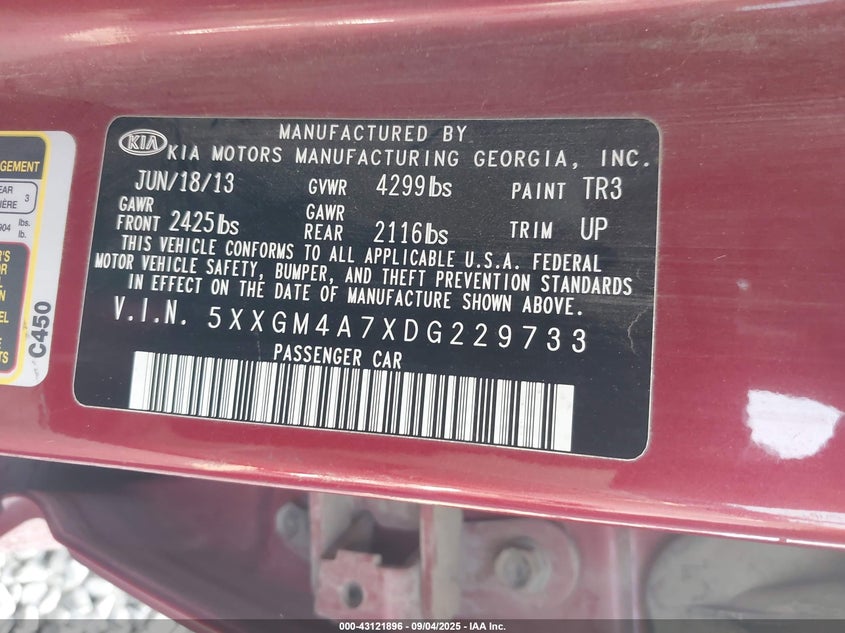 MANUFACTURED BY
KIA KIA MOTORS MANUFACTURING GEORGIA, INC.
JUN/18/13 GVWR 4299lbs PAINT TR3
GAWR FRONT 2425lbs GAWR REAR 2116lbs TRIM UP
THIS VEHICLE CONFORMS TO ALL APPLICABLE U.S.A. FEDERAL
MOTOR VEHICLE SAFETY, BUMPER, AND THEFT PREVENTION STANDARDS
IN EFFECT ON THE DATE OF MANUFACTURE SHOWN ABOVE.
V.I.N. 5XXGM4A7XDG229733
PASSENGER CAR
3
lbs.
lb.
C450
000-43121896 - 09/04/2025 - IAA Inc.